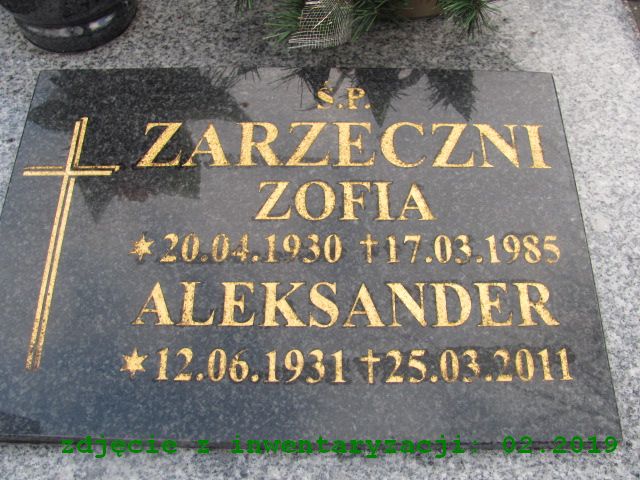 Ś.P.
ZARZECZNI
ZOFIA
* 20.04.1930 †17.03.1985
ALEKSANDER
* 12.06.1931 †25.03.2011
zdjęcie z inwentaryzacji: 02.2019